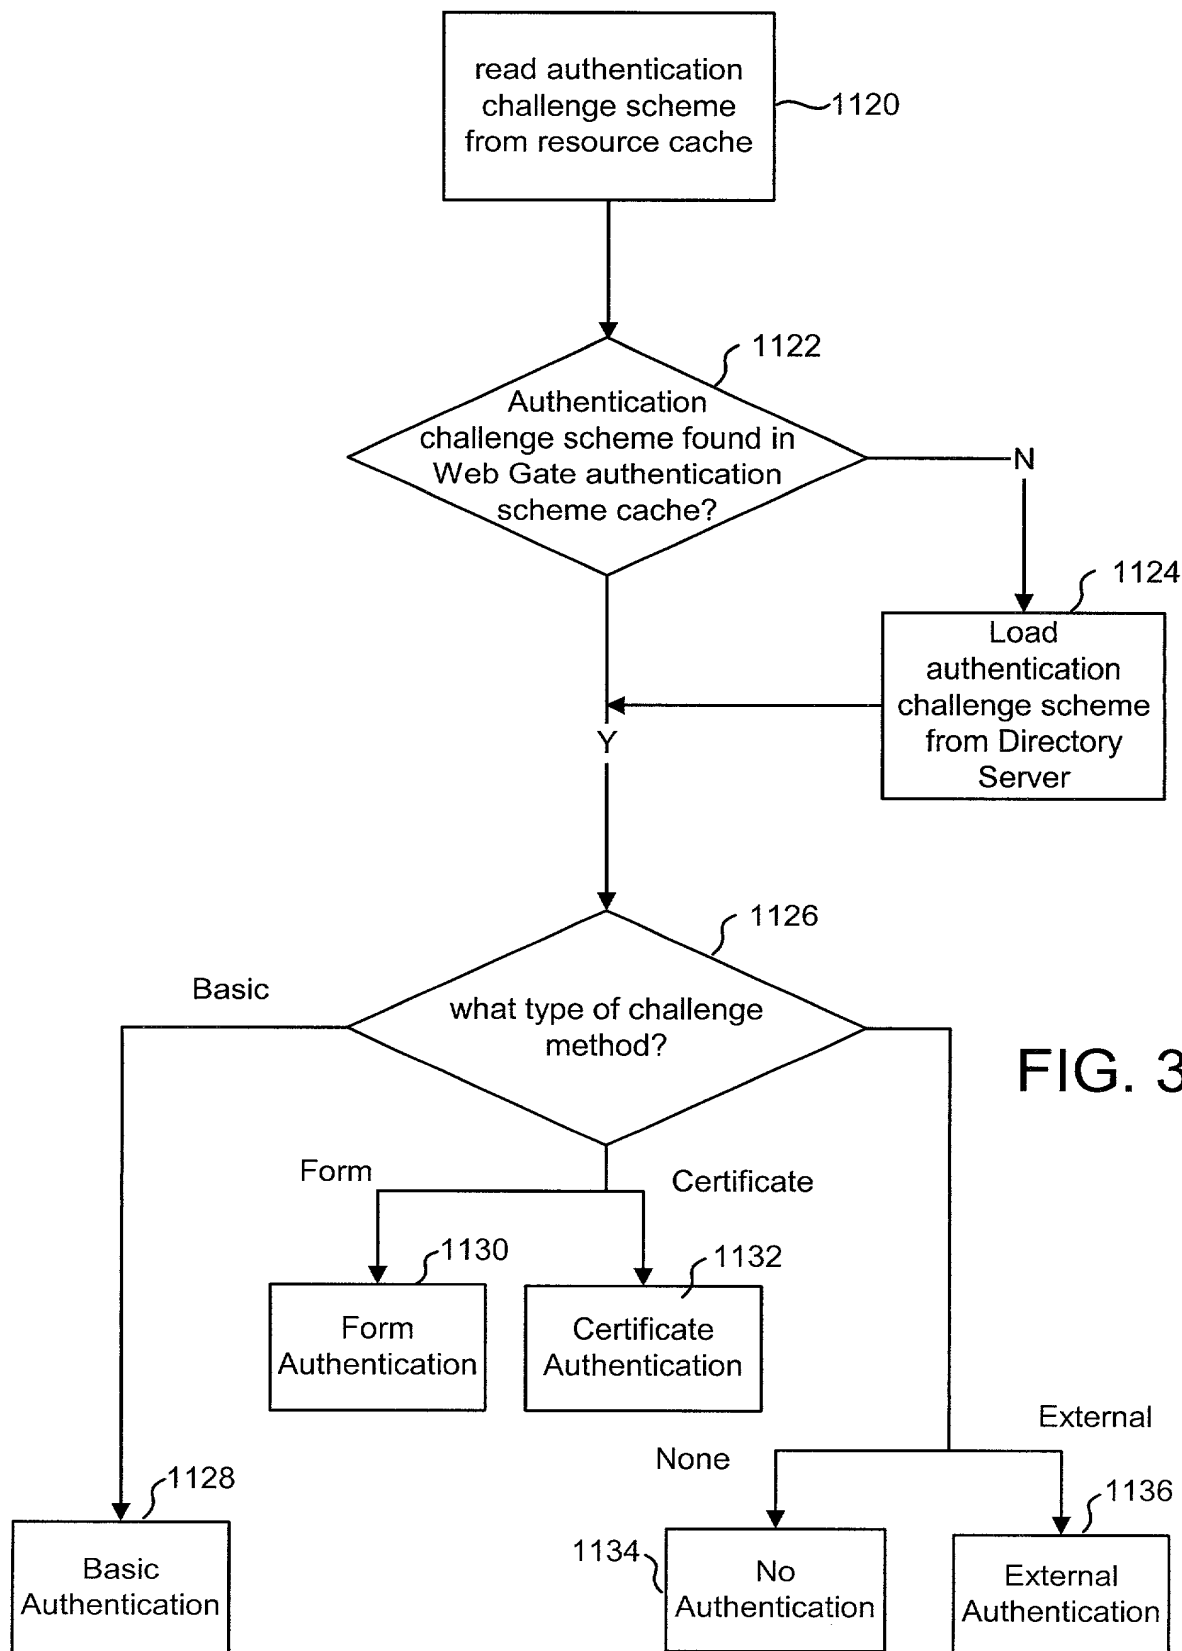 read authentication
challenge scheme
from resource cache
1120
1122
Authentication
challenge scheme found in
Web Gate authentication
scheme cache?
N
1124
Load
authentication
challenge scheme
from Directory
Server
Y
1126
Basic
what type of challenge
method?
FIG. 3
Form
Certificate
1130
1132
Form
Authentication
Certificate
Authentication
External
None
1128
1136
1134
Basic
Authentication
No
Authentication
External
Authentication